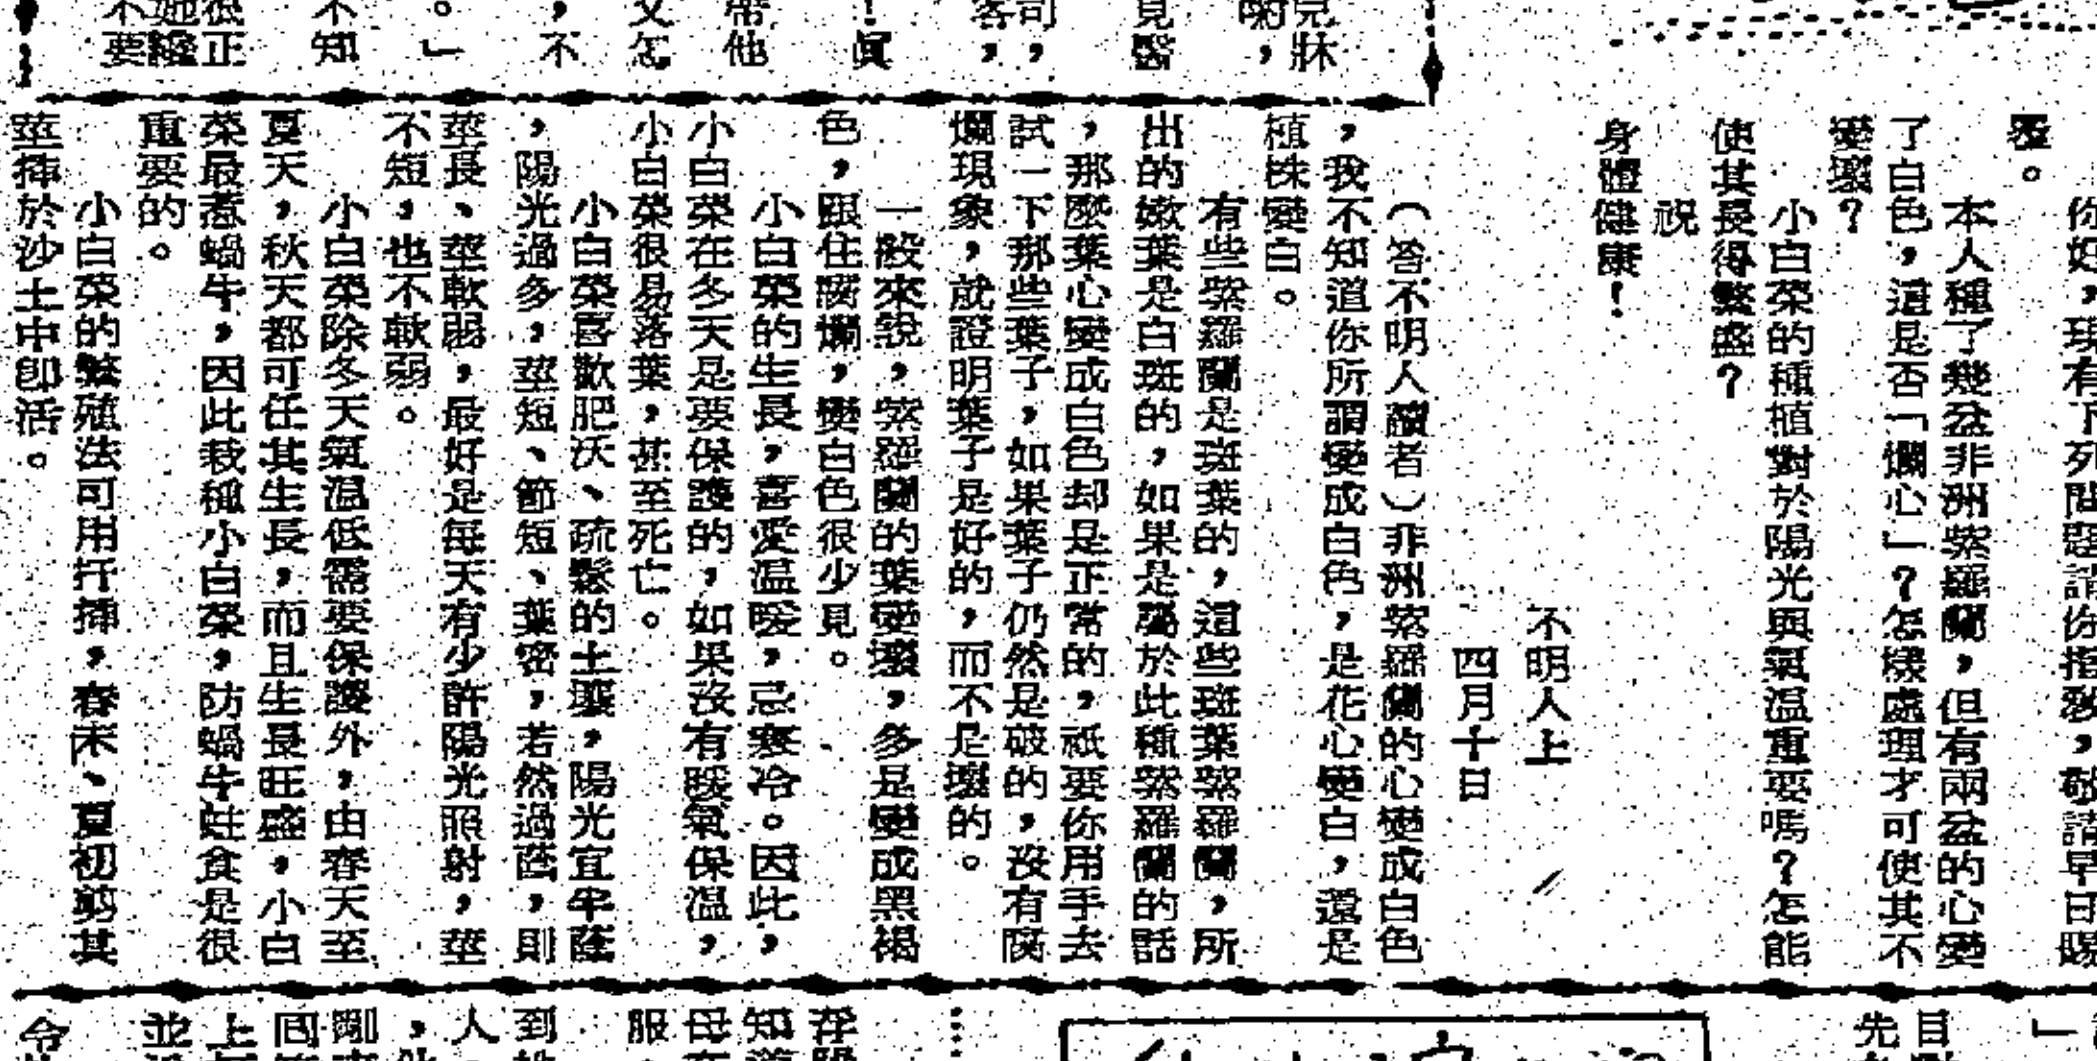 你好，現有下列問題請你指教，敬請早日賜
覆。
本人種了幾盆非洲紫羅蘭，但有兩盆的心變
了白色，這是否「爛心」？怎樣處理才可使其不
變壞？
小白菜的種植對於陽光與氣温重要嗎？怎能
使其長得繁盛？
祝
身體健康！
不明人上
四月十日
（答不明人讀者）非洲紫羅蘭的心變成白色
，我不知道你所謂變成白色，是花心變白，還是
植株變白。
有些紫羅蘭是斑葉的，這些斑葉紫羅蘭，所
出的嫩葉是白斑的，如果是屬於此種紫羅蘭的話
，那麼葉心變成白色却是正常的，祇要你用手去
試一下那些葉子，如果葉子仍然是破的，沒有腐
爛現象，就證明葉子是好的，而不是壞的。
一般來說，紫羅蘭的葉變壞，多是變成黑褐
色，跟住腐爛，變白色很少見。
小白菜的生長，喜愛温暖，忌寒冷。因此，
小白菜在冬天是要保護的，如果沒有暖氣保温，
小白菜很易落葉，甚至死亡。
小白菜喜歡肥沃、疏鬆的土壤，陽光宜半蔭
，陽光過多，莖短、節短、葉密，若然過蔭，則
莖長、莖軟弱，最好是每天有少許陽光照射，莖
不短，也不軟弱。
小白菜除冬天氣温低需要保護外，由春天至
夏天，秋天都可任其生長，而且生長旺盛，小白
菜最惹蝸牛，因此栽種小白菜，防蝸牛蛀食是很
重要的。
小白菜的繁殖法可用扦挿，春末、夏初剪其
莖挿於沙土中卽活。